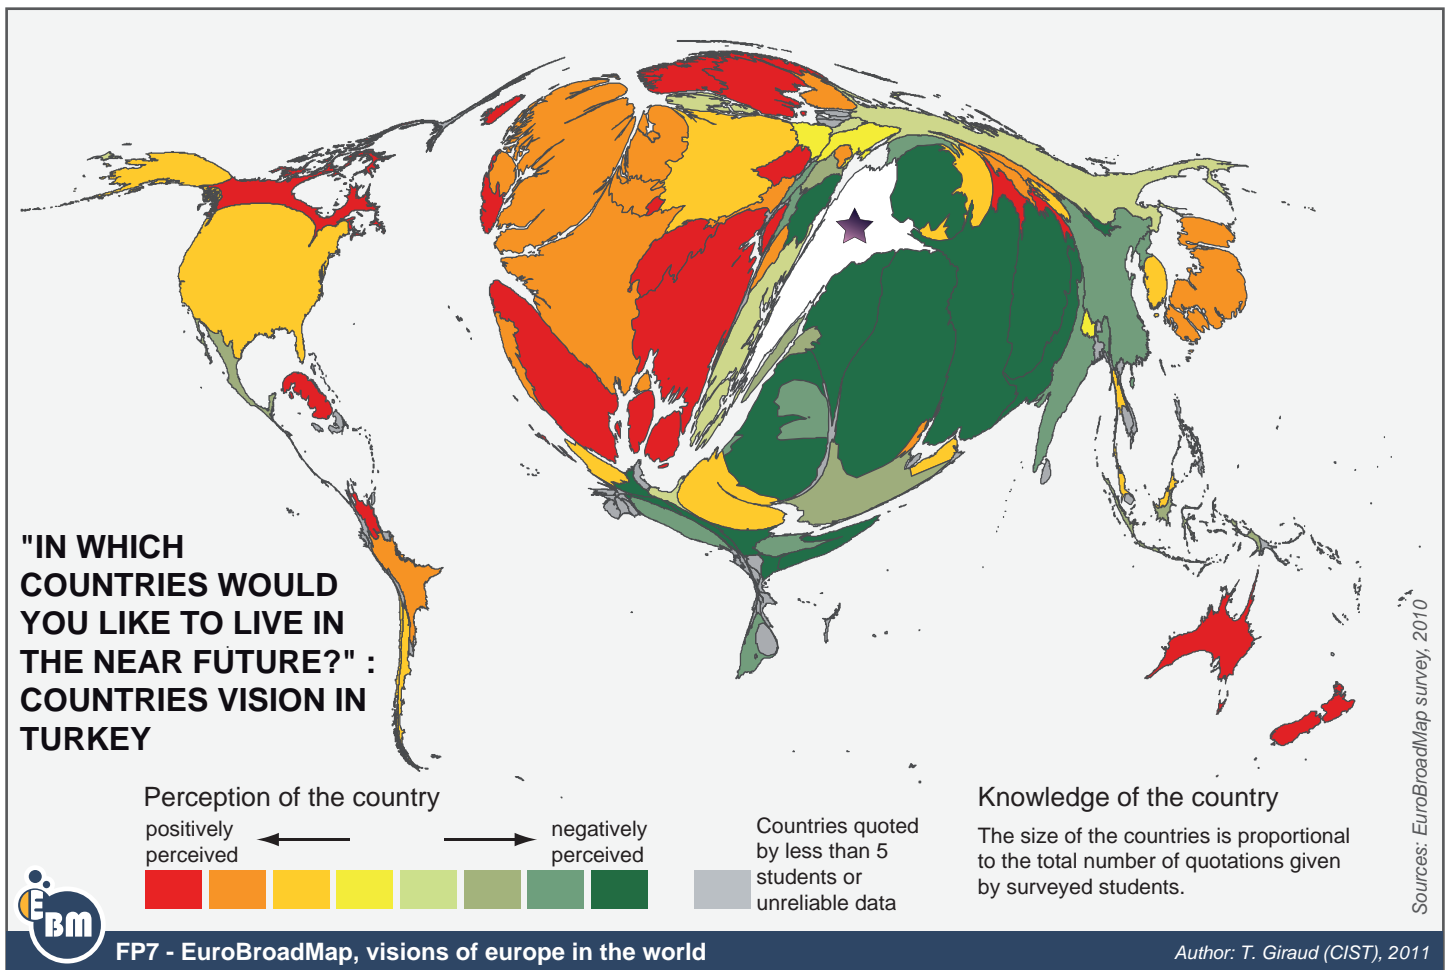 "IN WHICH
COUNTRIES WOULD
YOU LIKE TO LIVE IN
THE NEAR FUTURE?" :
COUNTRIES VISION IN
TURKEY
Perception of the country
positively
perceived
negatively
perceived
Countries quoted
by less than 5
students or
unreliable data
Knowledge of the country
The size of the countries is proportional
to the total number of quotations given
by surveyed students.
Sources: EuroBroadMap survey, 2010
EBM
FP7 - EuroBroadMap, visions of europe in the world
Author: T. Giraud (CIST), 2011